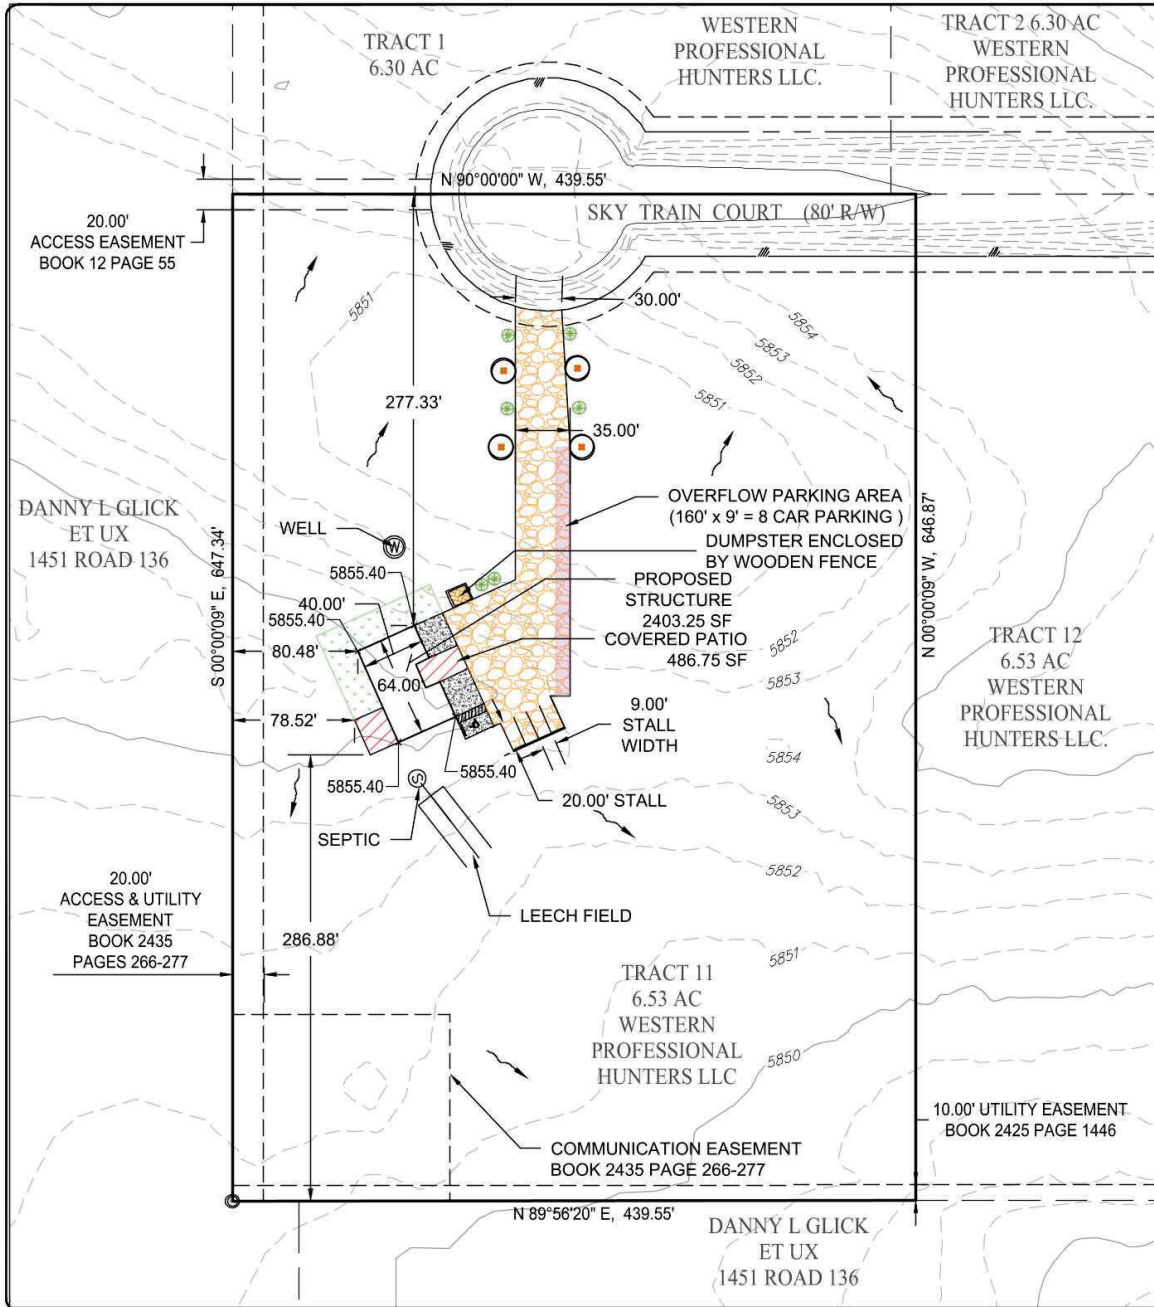 TRACT 1
6.30 AC
WESTERN
PROFESSIONAL
HUNTERS LLC.
TRACT 2 6.30 AC
WESTERN
PROFESSIONAL
HUNTERS LLC.
N 90°00'00" W, 439.55'
20.00'
ACCESS EASEMENT
BOOK 12 PAGE 55
SKY TRAIN COURT (80' R/W)
30.00'
5851
5854
5853
5852
5851
277.33'
35.00'
DANNY L GLICK
ET UX
1451 ROAD 136
S 00°00'09" E, 647.34'
N 00°00'09" W, 646.87'
OVERFLOW PARKING AREA
(160' x 9' = 8 CAR PARKING )
WELL
W
DUMPSTER ENCLOSED
BY WOODEN FENCE
5855.40
PROPOSED
STRUCTURE
2403.25 SF
40.00'
5855.40
COVERED PATIO
486.75 SF
80.48'
5852
5853
TRACT 12
6.53 AC
WESTERN
PROFESSIONAL
HUNTERS LLC.
64.00'
78.52'
9.00'
STALL
WIDTH
5854
5855.40
5855.40
S
20.00' STALL
5853
SEPTIC
5852
20.00'
ACCESS & UTILITY
EASEMENT
BOOK 2435
PAGES 266-277
LEECH FIELD
286.88'
5851
TRACT 11
6.53 AC
WESTERN
PROFESSIONAL
HUNTERS LLC
5850
10.00' UTILITY EASEMENT
BOOK 2425 PAGE 1446
COMMUNICATION EASEMENT
BOOK 2435 PAGE 266-277
N 89°56'20" E, 439.55'
DANNY L GLICK
ET UX
1451 ROAD 136